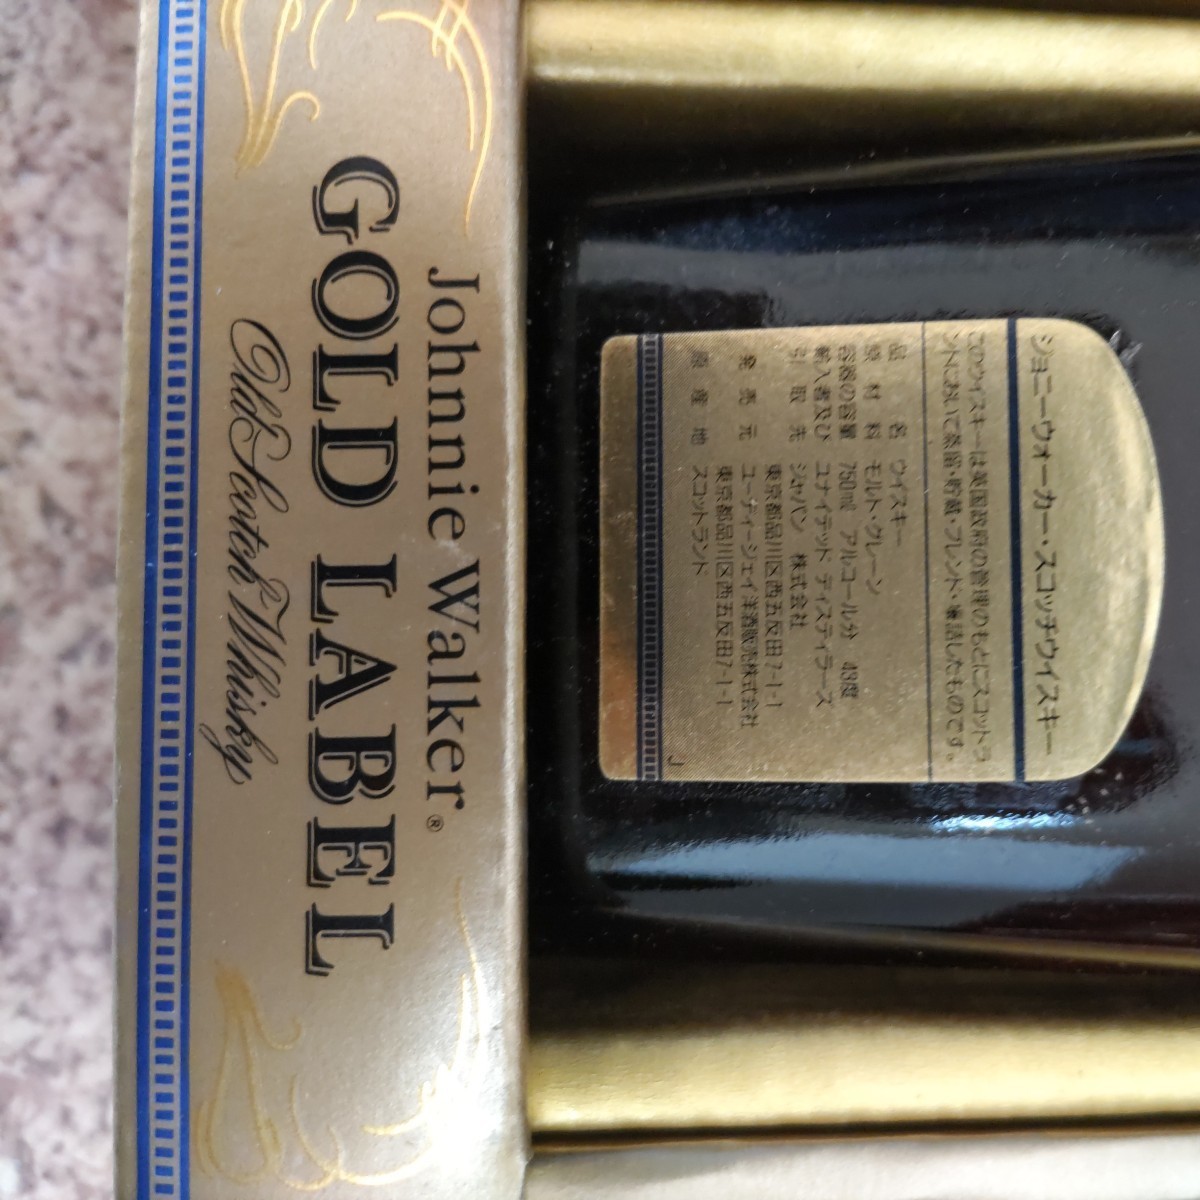 Johnnie Walker®
GOLD LABEL
Old Scotch Whisky
ジョニーウォーカー・スコッチウイスキー
このウイスキーは英国政府の管理のもとにスコットラ
ンドにおいて蒸留・貯蔵・ブレンド・壜詰したものです。
品名 ウイスキー
原材料 モルト・グレーン
容器の容量 750ml アルコール分 43度
輸入者及び ユナイテッド ディスティラーズ
引取先 ジャパン 株式会社
東京都品川区西五反田7-1-1
発売元 ユーディージェイ洋酒販売株式会社
東京都品川区西五反田7-1-1
原産地 スコットランド
J